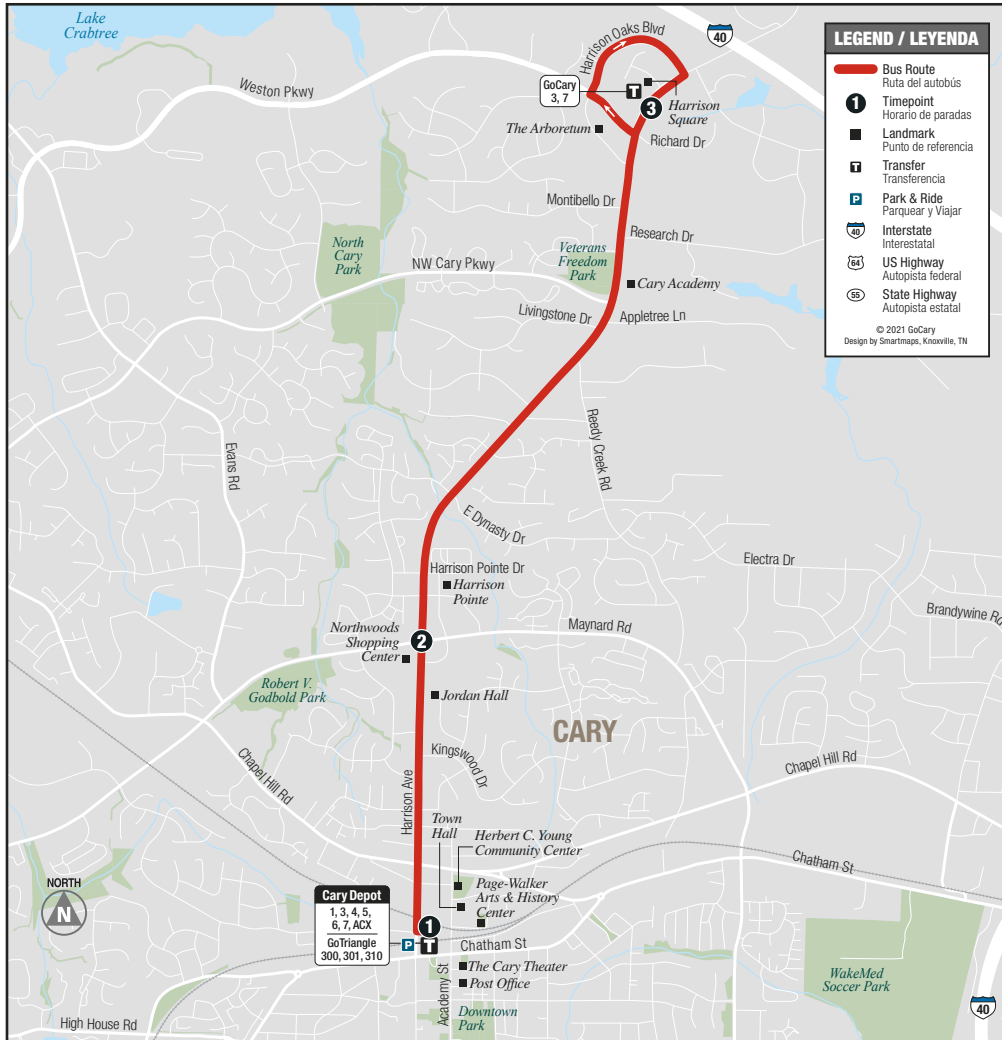 Lake
Crabtree
Weston Pkwy
Harrison Oaks Blvd
40
GoCary
3, 7
T
3
Harrison
Square
The Arboretum
Richard Dr
Montibello Dr
Research Dr
North
Cary
Park
NW Cary Pkwy
Veterans
Freedom
Park
Cary Academy
Livingstone Dr
Appletree Ln
Evans Rd
Reedy Creek Rd
E Dynasty Dr
Electra Dr
Harrison Pointe Dr
Harrison
Pointe
Brandywine Rd
Northwoods
Shopping
Center
2
Maynard Rd
Robert V.
Godbold Park
Jordan Hall
CARY
Kingswood Dr
Chapel Hill Rd
Chapel Hill Rd
Harrison Ave
Town
Hall
Herbert C. Young
Community Center
Chatham St
Page-Walker
Arts & History
Center
NORTH
N
Cary Depot
1, 3, 4, 5,
6, 7, ACX
GoTriangle
300, 301, 310
1
P
T
Chatham St
The Cary Theater
Post Office
Academy St
Downtown
Park
WakeMed
Soccer Park
High House Rd
40
LEGEND / LEYENDA
Bus Route
Ruta del autobús
1
Timepoint
Horario de paradas
Landmark
Punto de referencia
T
Transfer
Transferencia
P
Park & Ride
Parquear y Viajar
40
Interstate
Interestatal
64
US Highway
Autopista federal
55
State Highway
Autopista estatal
© 2021 GoCary
Design by Smartmaps, Knoxville, TN